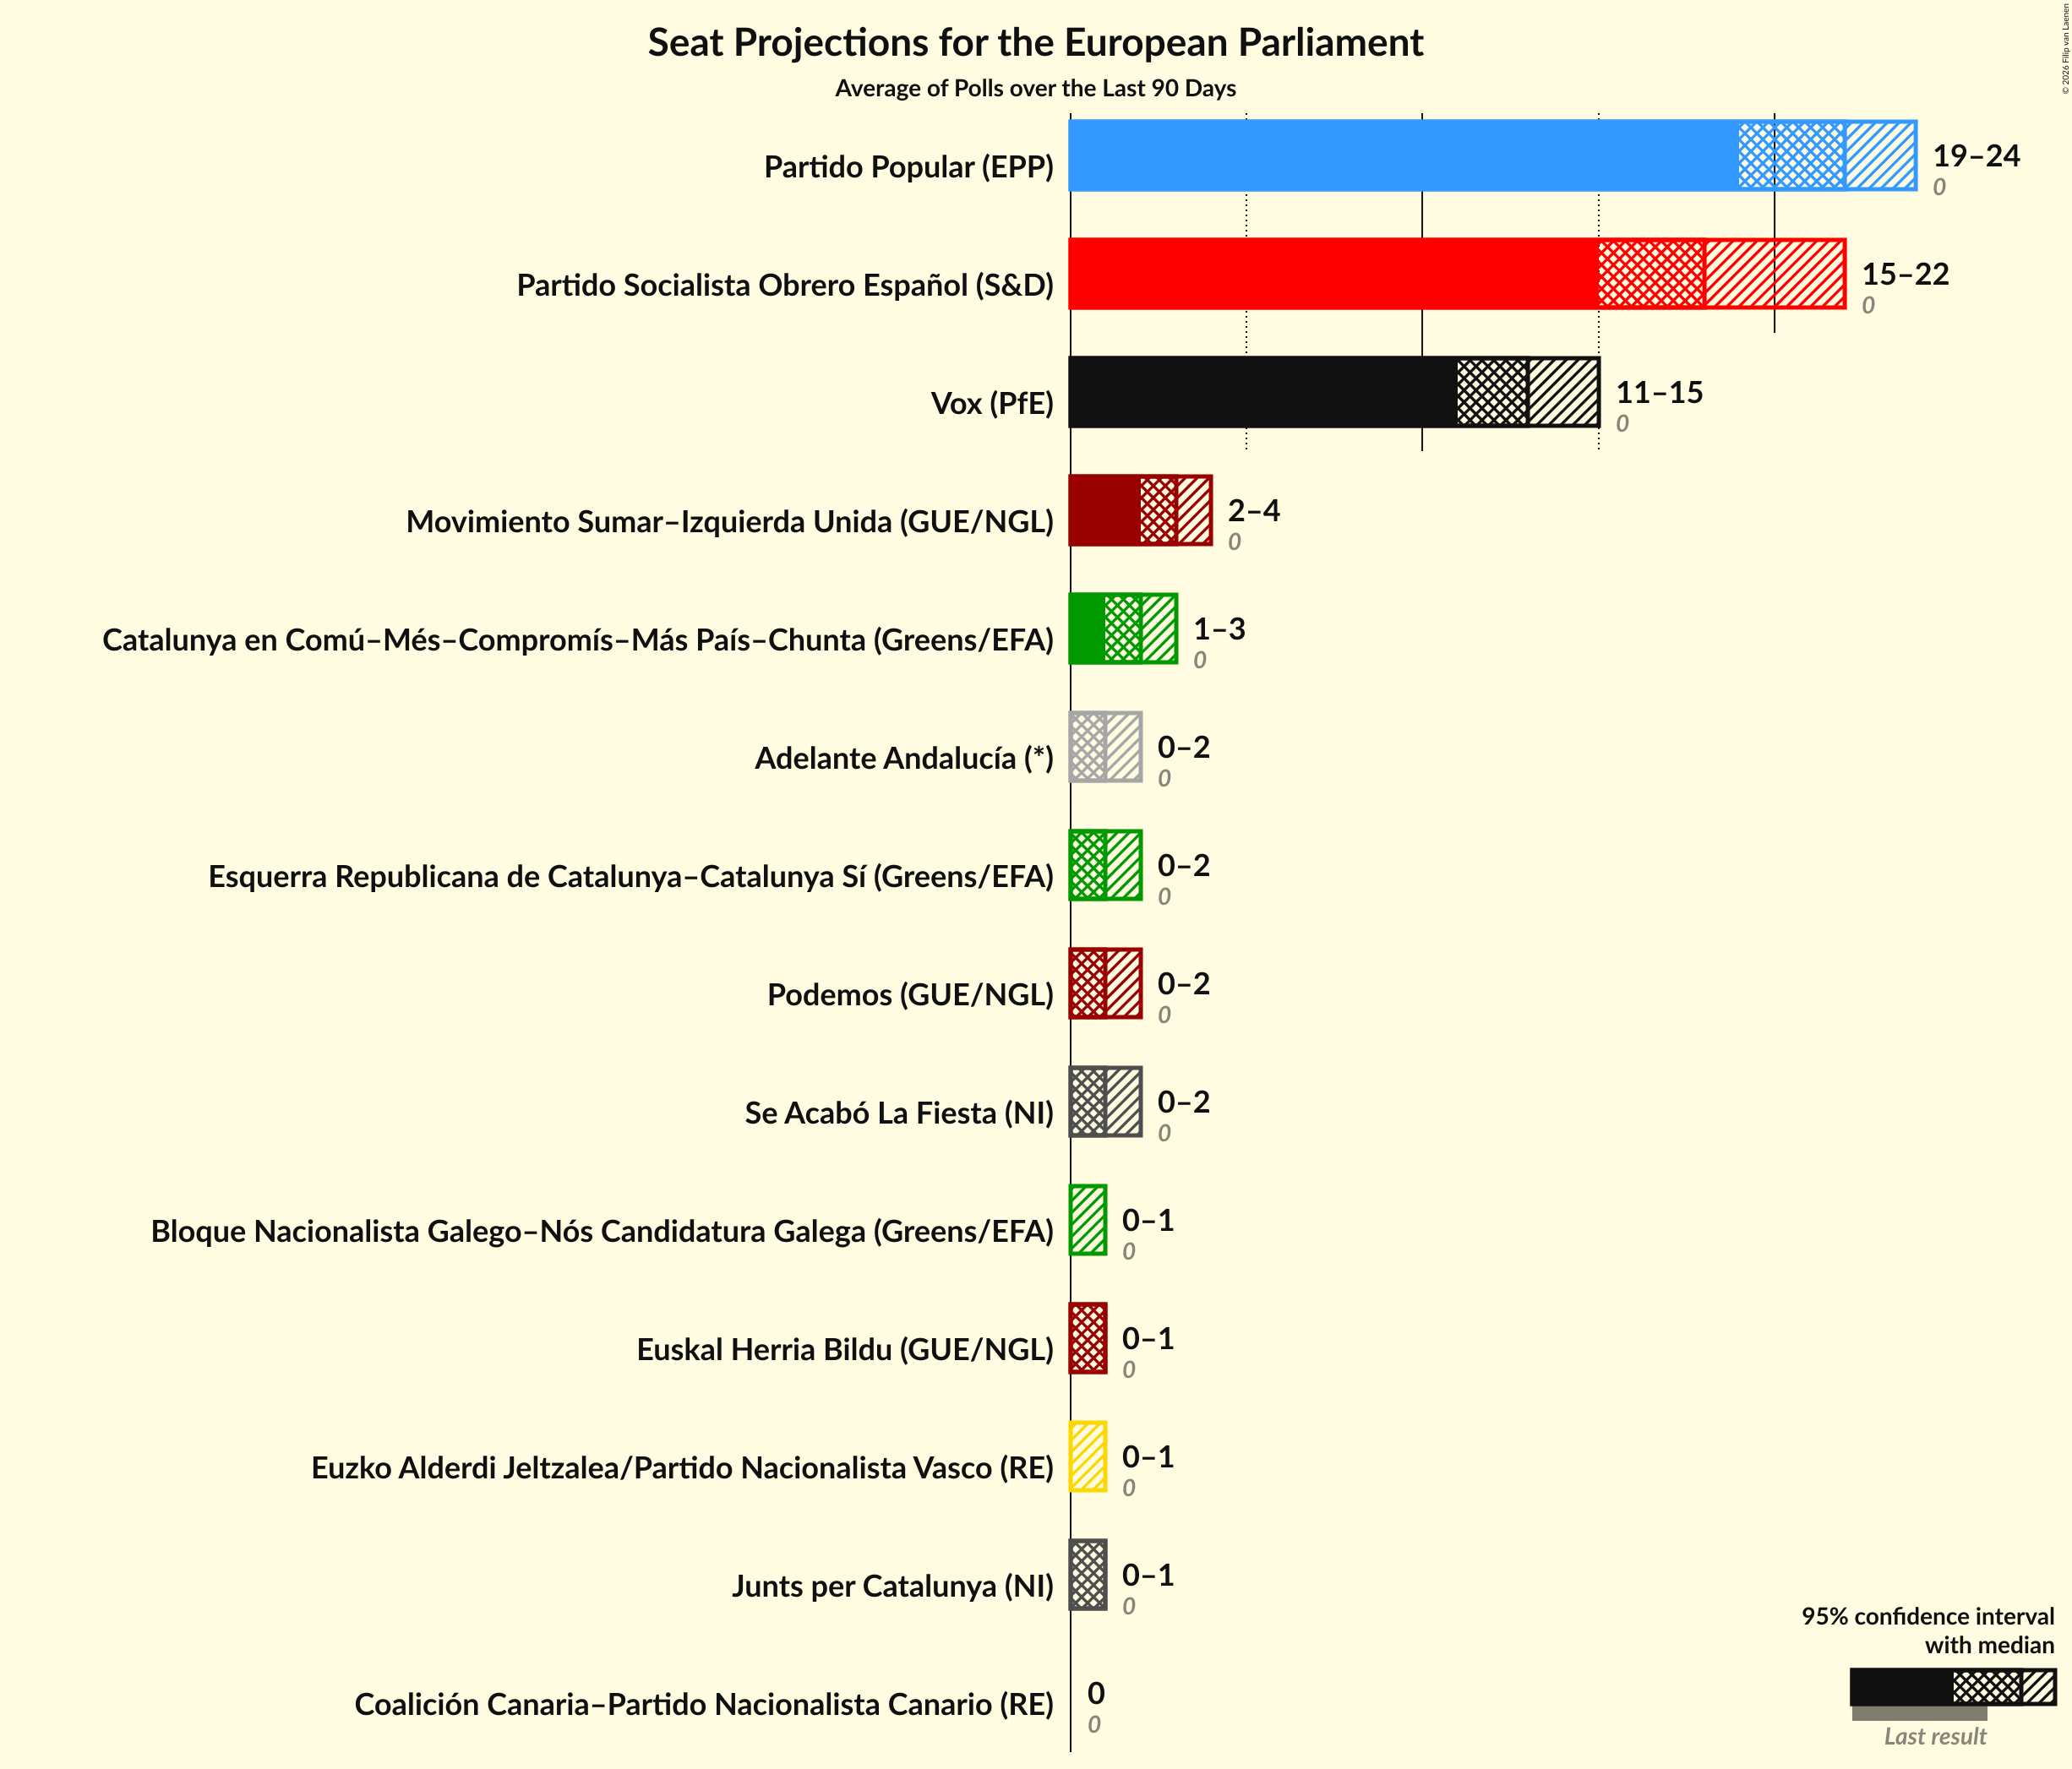 Seat Projections for the European Parliament
Average of Polls over the Last 90 Days
© 2026 Filip van Laenen
Partido Popular (EPP)
19–24
0
Partido Socialista Obrero Español (S&D)
15–22
0
Vox (PfE)
11–15
0
Movimiento Sumar–Izquierda Unida (GUE/NGL)
2–4
0
Catalunya en Comú–Més–Compromís–Más País–Chunta (Greens/EFA)
1–3
0
Adelante Andalucía (*)
0–2
0
Esquerra Republicana de Catalunya–Catalunya Sí (Greens/EFA)
0–2
0
Podemos (GUE/NGL)
0–2
0
Se Acabó La Fiesta (NI)
0–2
0
Bloque Nacionalista Galego–Nós Candidatura Galega (Greens/EFA)
0–1
0
Euskal Herria Bildu (GUE/NGL)
0–1
0
Euzko Alderdi Jeltzalea/Partido Nacionalista Vasco (RE)
0–1
0
Junts per Catalunya (NI)
0–1
0
Coalición Canaria–Partido Nacionalista Canario (RE)
0
0
95% confidence interval
with median
Last result